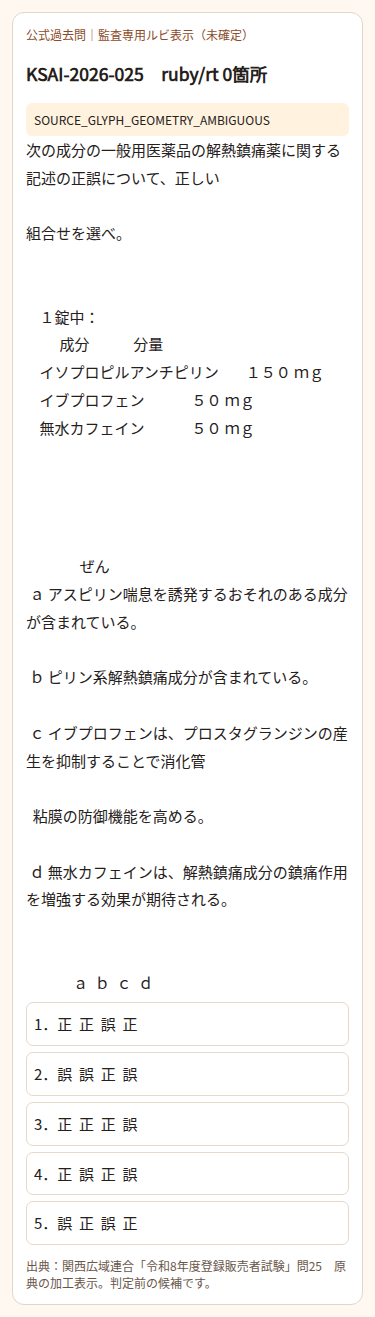 公式過去問｜監査専用ルビ表示（未確定）
KSAI-2026-025　ruby/rt 0箇所
SOURCE_GLYPH_GEOMETRY_AMBIGUOUS
次の成分の一般用医薬品の解熱鎮痛薬に関する
記述の正誤について、正しい
組合せを選べ。
１錠中：
成分　　　分量
イソプロピルアンチピリン　　１５０ｍｇ
イブプロフェン　　　５０ｍｇ
無水カフェイン　　　５０ｍｇ
ぜん
ａ アスピリン喘息を誘発するおそれのある成分
が含まれている。
ｂ ピリン系解熱鎮痛成分が含まれている。
ｃ イブプロフェンは、プロスタグランジンの産
生を抑制することで消化管
粘膜の防御機能を高める。
ｄ 無水カフェインは、解熱鎮痛成分の鎮痛作用
を増強する効果が期待される。
ａ ｂ ｃ ｄ
1．正 正 誤 正
2．誤 誤 正 誤
3．正 正 正 誤
4．正 誤 正 誤
5．誤 正 誤 正
出典：関西広域連合「令和8年度登録販売者試験」問25　原
典の加工表示。判定前の候補です。